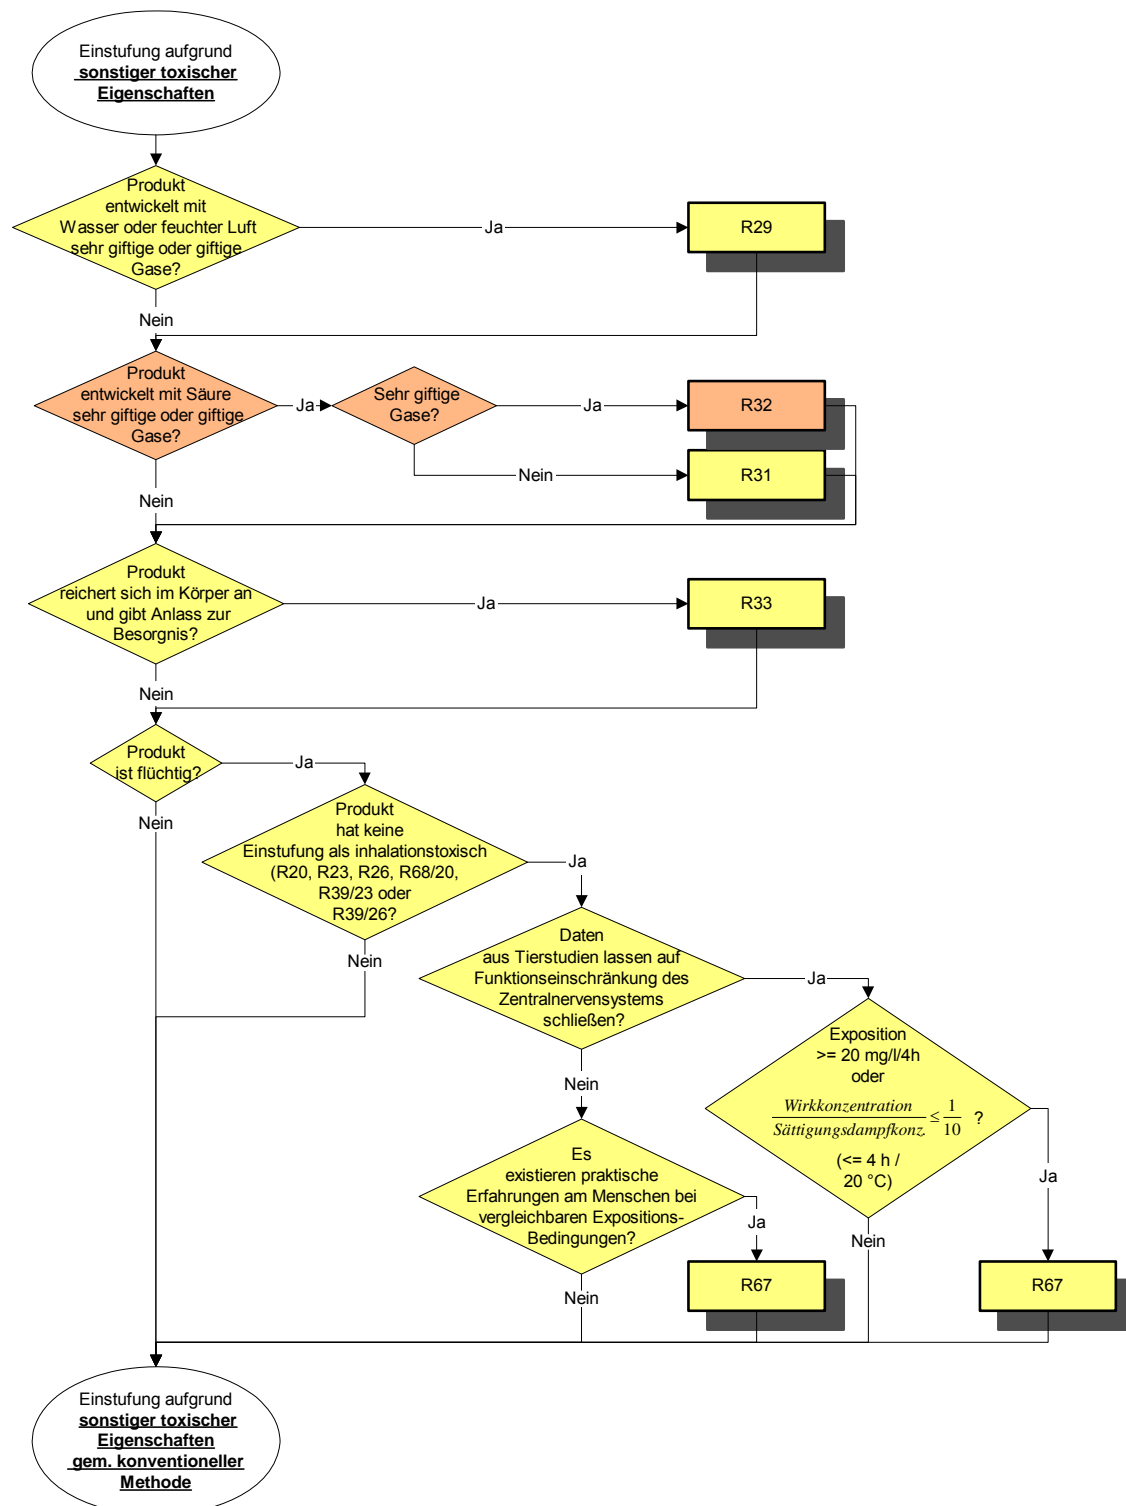 Einstufung aufgrund
sonstiger toxischer
Eigenschaften
Produkt
entwickelt mit
Wasser oder feuchter Luft
sehr giftige oder giftige
Gase?
Ja
R29
Nein
Produkt
entwickelt mit Säure
sehr giftige oder giftige
Gase?
Ja
Sehr giftige
Gase?
Ja
R32
Nein
R31
Nein
Produkt
reichert sich im Körper an
und gibt Anlass zur
Besorgnis?
Ja
R33
Nein
Produkt
ist flüchtig?
Ja
Nein
Produkt
hat keine
Einstufung als inhalationstoxisch
(R20, R23, R26, R68/20,
R39/23 oder
R39/26?
Ja
Nein
Daten
aus Tierstudien lassen auf
Funktionseinschränkung des
Zentralnervensystems
schließen?
Ja
Nein
Exposition
>= 20 mg/l/4h
oder
Wirkkonzentration
Sättigungsdampfkonz.
≤ 1/10 ?
(<= 4 h /
20 °C)
Ja
Nein
Es
existieren praktische
Erfahrungen am Menschen bei
vergleichbaren Expositions-
Bedingungen?
Ja
Nein
R67
R67
Einstufung aufgrund
sonstiger toxischer
Eigenschaften
gem. konventioneller
Methode